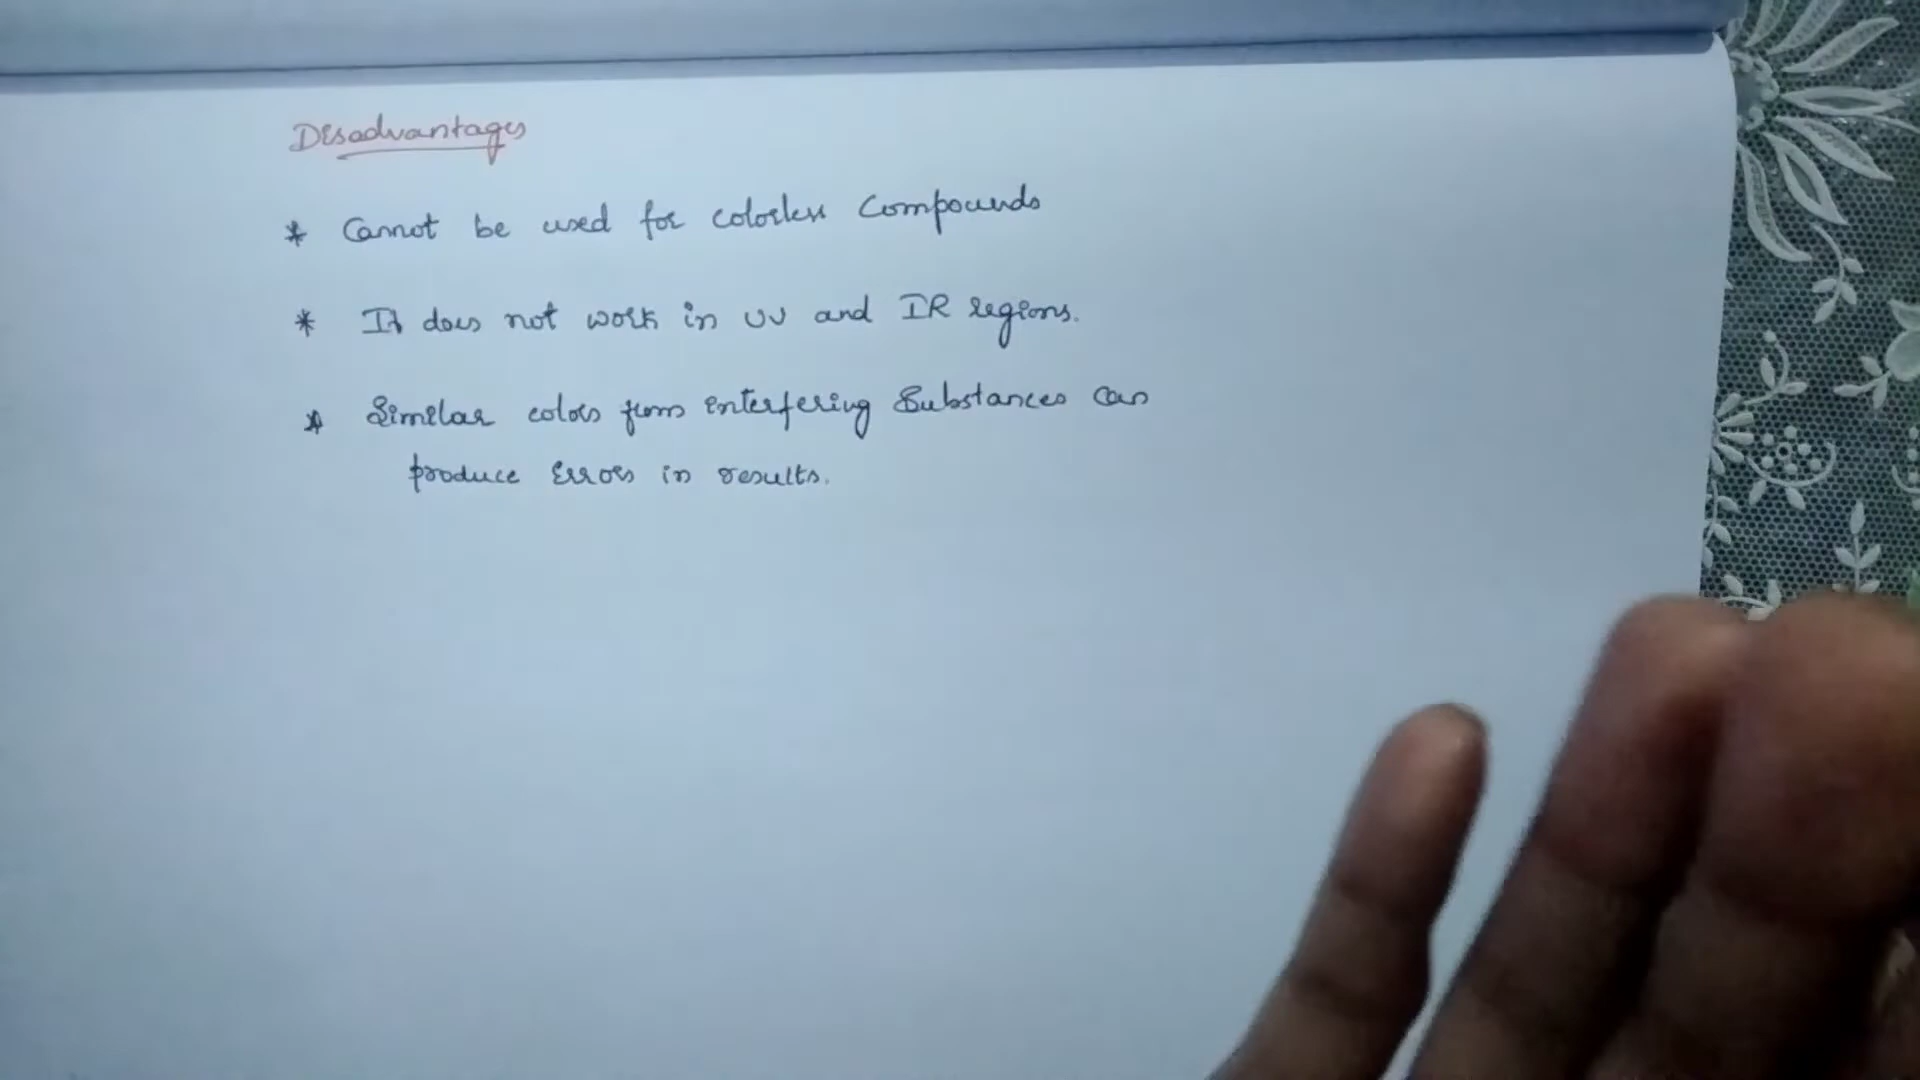 Disadvantages
* Cannot be used for colorless Compounds
* It does not work in UV and IR regions.
* Similar colors from interfering Substances can
produce Errors in results.